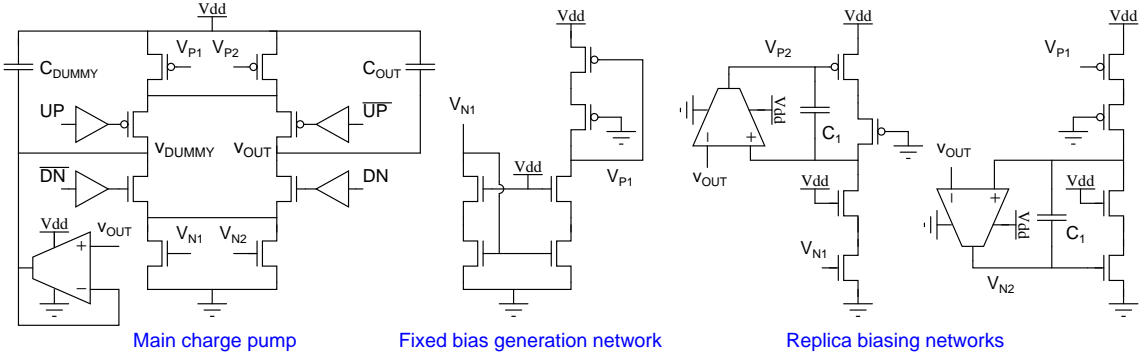 Vdd
V_P1 V_P2
C_DUMMY
C_OUT
UP
U̅P̅
V_DUMMY V_OUT
D̅N̅
DN
V_N1 V_N2
Vdd
v_OUT
+
−
Main charge pump
Vdd
V_N1
Vdd
V_P1
Fixed bias generation network
Vdd
V_P2
Vdd
C_1
− +
v_OUT
Vdd
V_N1
Vdd
V_P1
v_OUT
− +
Vdd
Vdd
C_1
V_N2
Replica biasing networks